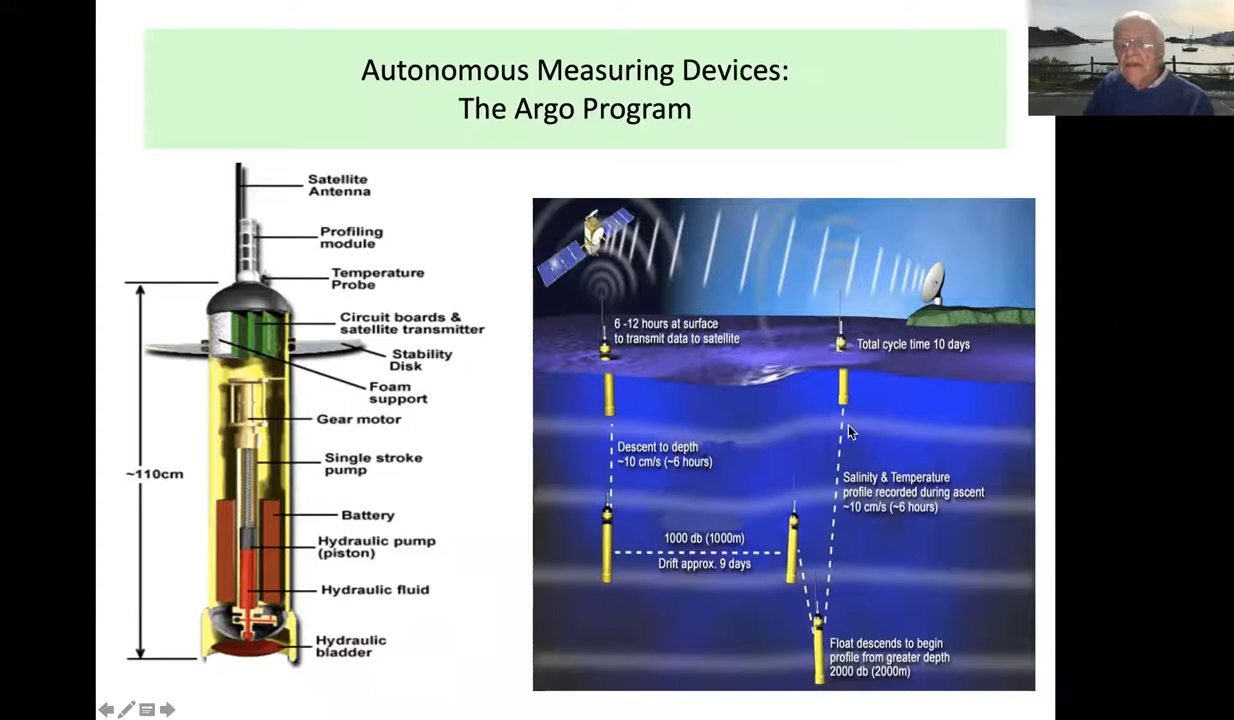 Autonomous Measuring Devices:
The Argo Program
Satellite
Antenna
Profiling
module
Temperature
Probe
Circuit boards &
satellite transmitter
Stability
Disk
Foam
support
Gear motor
~110cm
Single stroke
pump
Battery
Hydraulic pump
(piston)
Hydraulic fluid
Hydraulic
bladder
6 -12 hours at surface
to transmit data to satellite
Total cycle time 10 days
Descent to depth
~10 cm/s (~6 hours)
Salinity & Temperature
profile recorded during ascent
~10 cm/s (~6 hours)
1000 db (1000m)
Drift approx. 9 days
Float descends to begin
profile from greater depth
2000 db (2000m)